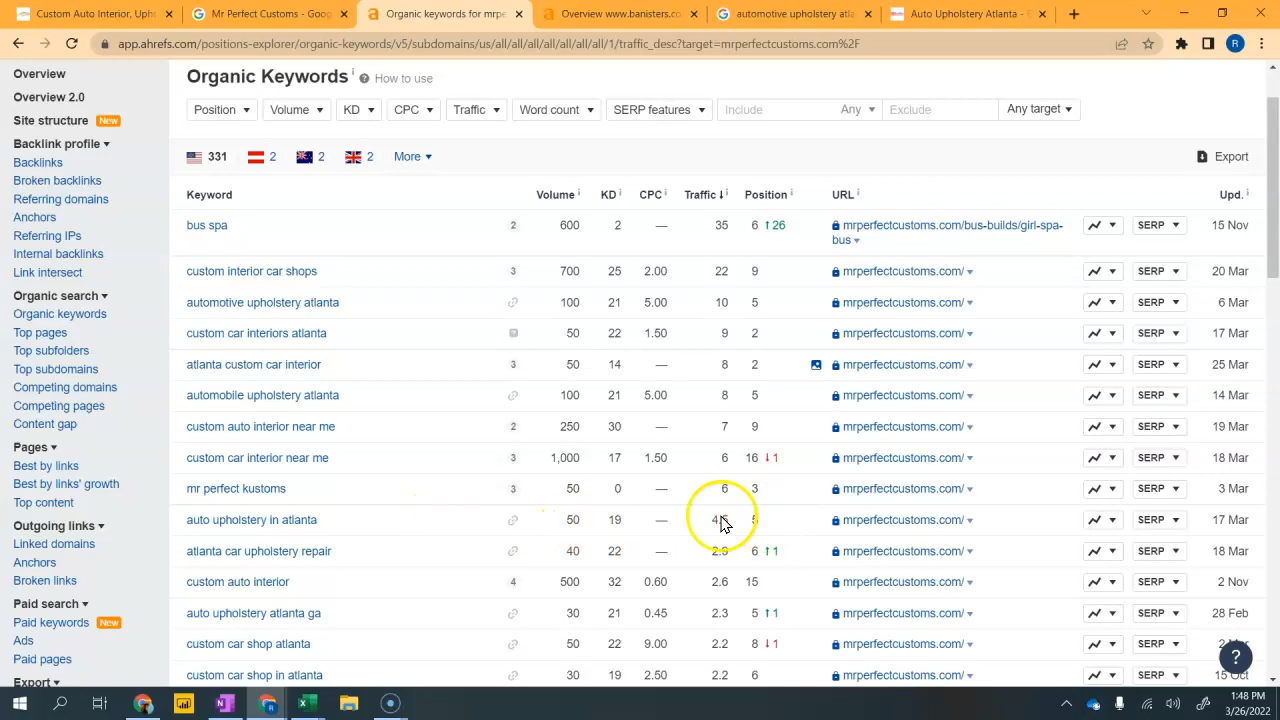 Custom Auto Interior, Uph
Mr Perfect Customs - Goog
Organic keywords for mrpe
Overview www.banisters.co
automotive upholstery atla
Auto Upholstery Atlanta -
app.ahrefs.com/positions-explorer/organic-keywords/v5/subdomains/us/all/all/all/all/all/all/1/traffic_desc?target=mrperfectcustoms.com%2F
R
Overview
Overview 2.0
Site structure New
Backlink profile
Backlinks
Broken backlinks
Referring domains
Anchors
Referring IPs
Internal backlinks
Link intersect
Organic search
Organic keywords
Top pages
Top subfolders
Top subdomains
Competing domains
Competing pages
Content gap
Pages
Best by links
Best by links' growth
Top content
Outgoing links
Linked domains
Anchors
Broken links
Paid search
Paid keywords New
Ads
Paid pages
Export
Organic Keywords i ? How to use
Position Volume KD CPC Traffic Word count SERP features Include Any Exclude Any target
331 2 2 2 More Export
Keyword Volume i KD i CPC i Traffic i Position i URL i Upd. i
bus spa 2 600 2 — 35 6 ↑26 mrperfectcustoms.com/bus-builds/girl-spa- SERP 15 Nov
bus
custom interior car shops 3 700 25 2.00 22 9 mrperfectcustoms.com/ SERP 20 Mar
automotive upholstery atlanta 100 21 5.00 10 5 mrperfectcustoms.com/ SERP 6 Mar
custom car interiors atlanta 50 22 1.50 9 2 mrperfectcustoms.com/ SERP 17 Mar
atlanta custom car interior 3 50 14 — 8 2 mrperfectcustoms.com/ SERP 25 Mar
automobile upholstery atlanta 100 21 5.00 8 5 mrperfectcustoms.com/ SERP 14 Mar
custom auto interior near me 2 250 30 — 7 9 mrperfectcustoms.com/ SERP 19 Mar
custom car interior near me 3 1,000 17 1.50 6 16 ↓1 mrperfectcustoms.com/ SERP 18 Mar
mr perfect kustoms 3 50 0 — 6 3 mrperfectcustoms.com/ SERP 3 Mar
auto upholstery in atlanta 50 19 — mrperfectcustoms.com/ SERP 17 Mar
atlanta car upholstery repair 40 22 — 2.9 6 ↑1 mrperfectcustoms.com/ SERP 18 Mar
custom auto interior 4 500 32 0.60 2.6 15 mrperfectcustoms.com/ SERP 2 Nov
auto upholstery atlanta ga 30 21 0.45 2.3 5 ↑1 mrperfectcustoms.com/ SERP 28 Feb
custom car shop atlanta 50 22 9.00 2.2 8 ↓1 mrperfectcustoms.com/ SERP
custom car shop in atlanta 30 19 2.50 2.2 6 mrperfectcustoms.com/ SERP 15 Oct
?
1:48 PM
3/26/2022